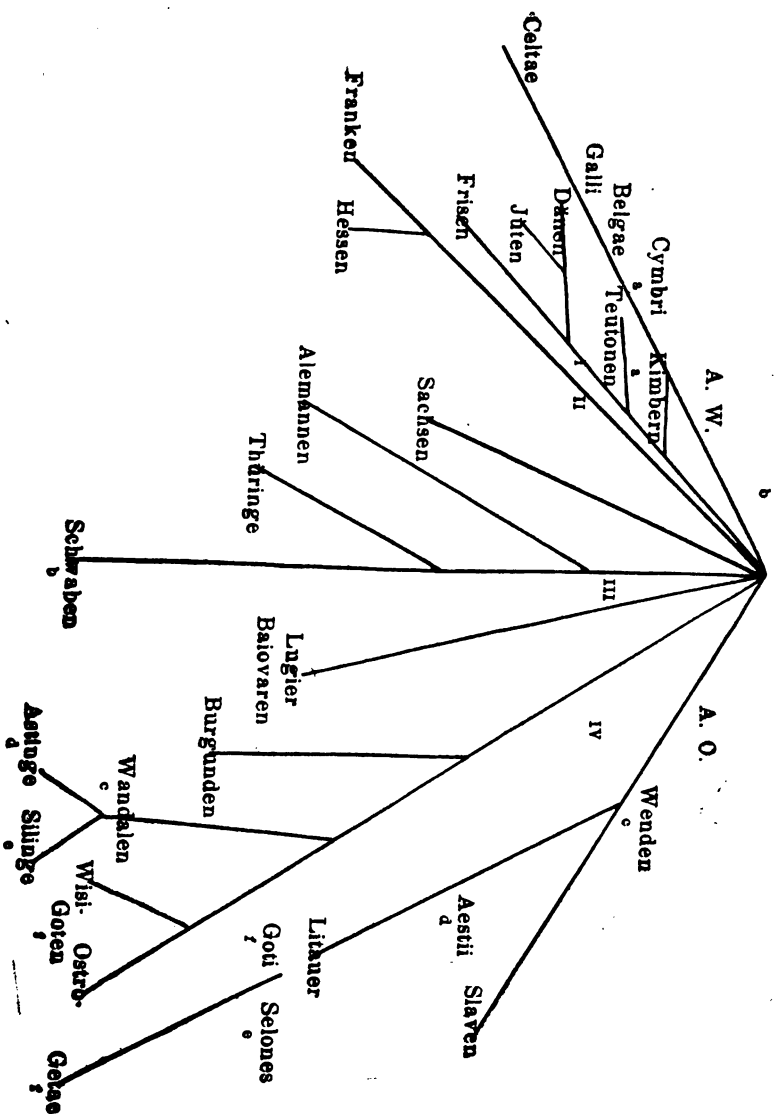 b
A. W.
A. O.
Celtae
Galli
Belgae
Cymbri
a
Kimbern
a
Teutonen
Dänen
Jüten
Frisen
I
II
Franken
Hessen
Sachsen
Alemannen
Thüringe
III
Schwaben
b
Lugier
Baiovaren
IV
Burgunden
Wandalen
c
Astinge
d
Silinge
e
Wisi-
Ostro-
Goten
f
Wenden
c
Slaven
Aestii
d
Litauer
Goti
f
Selones
e
Getae
f